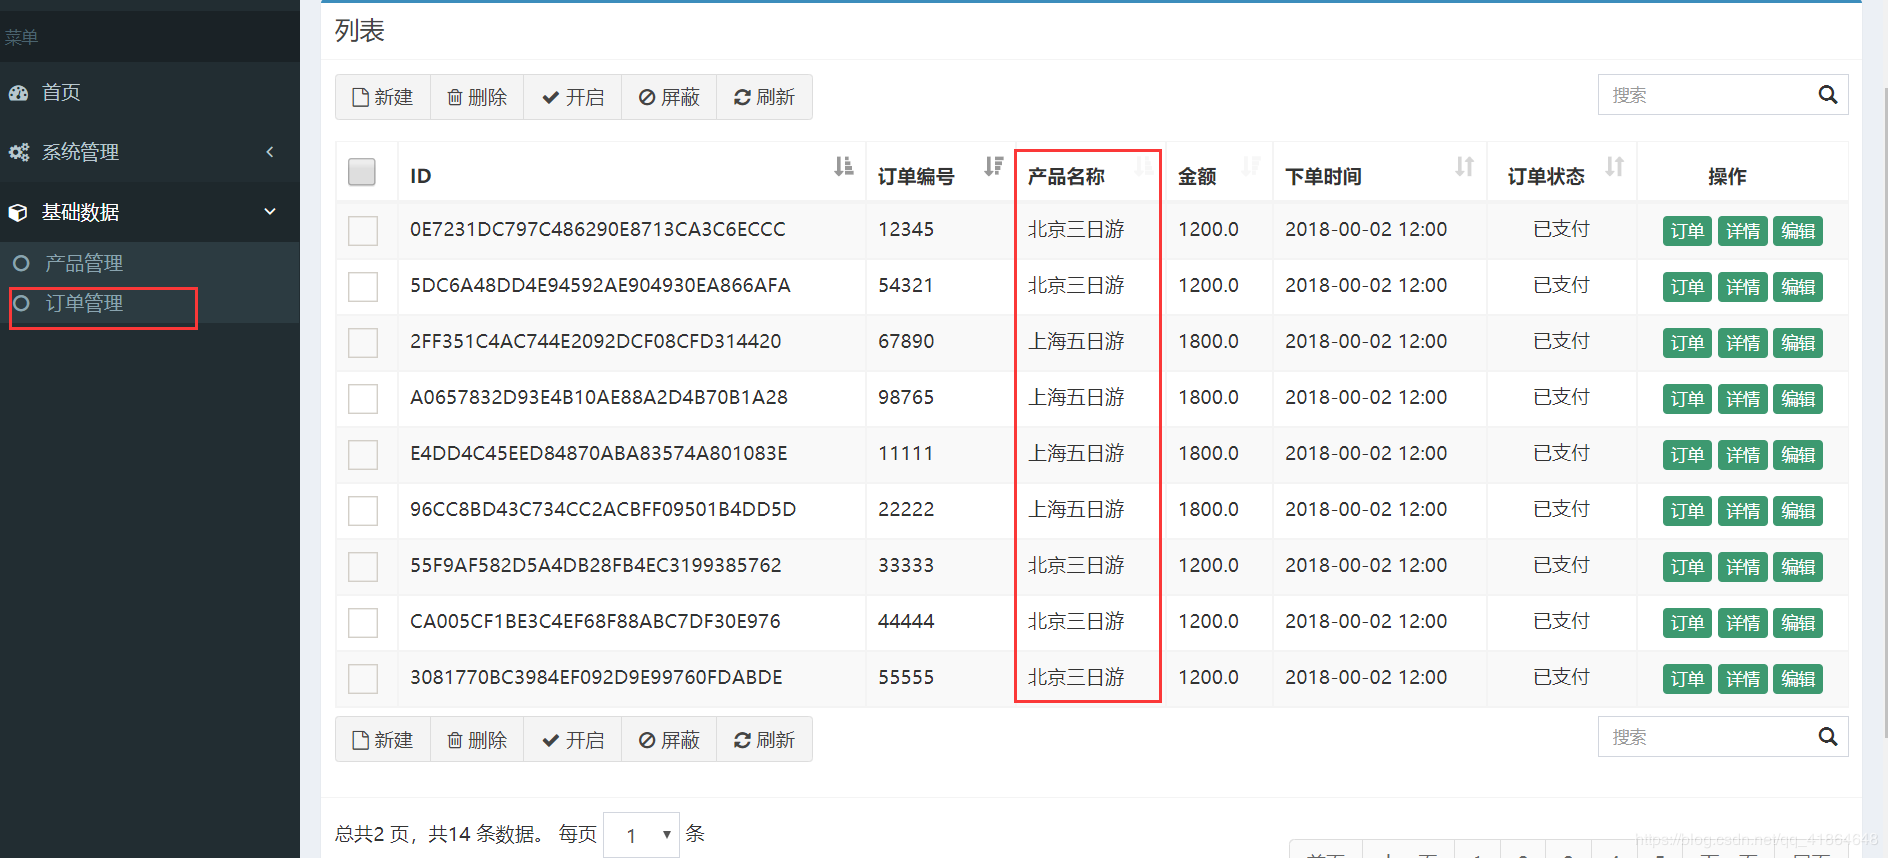 菜单
首页
系统管理
基础数据
产品管理
订单管理
列表
新建 删除 开启 屏蔽 刷新 搜索
ID 订单编号 产品名称 金额 下单时间 订单状态 操作
0E7231DC797C486290E8713CA3C6ECCC 12345 北京三日游 1200.0 2018-00-02 12:00 已支付 订单 详情 编辑
5DC6A48DD4E94592AE904930EA866AFA 54321 北京三日游 1200.0 2018-00-02 12:00 已支付 订单 详情 编辑
2FF351C4AC744E2092DCF08CFD314420 67890 上海五日游 1800.0 2018-00-02 12:00 已支付 订单 详情 编辑
A0657832D93E4B10AE88A2D4B70B1A28 98765 上海五日游 1800.0 2018-00-02 12:00 已支付 订单 详情 编辑
E4DD4C45EED84870ABA83574A801083E 11111 上海五日游 1800.0 2018-00-02 12:00 已支付 订单 详情 编辑
96CC8BD43C734CC2ACBFF09501B4DD5D 22222 上海五日游 1800.0 2018-00-02 12:00 已支付 订单 详情 编辑
55F9AF582D5A4DB28FB4EC3199385762 33333 北京三日游 1200.0 2018-00-02 12:00 已支付 订单 详情 编辑
CA005CF1BE3C4EF68F88ABC7DF30E976 44444 北京三日游 1200.0 2018-00-02 12:00 已支付 订单 详情 编辑
3081770BC3984EF092D9E99760FDABDE 55555 北京三日游 1200.0 2018-00-02 12:00 已支付 订单 详情 编辑
新建 删除 开启 屏蔽 刷新 搜索
总共2 页，共14 条数据。 每页 1 条
https://blog.csdn.net/qq_41864648